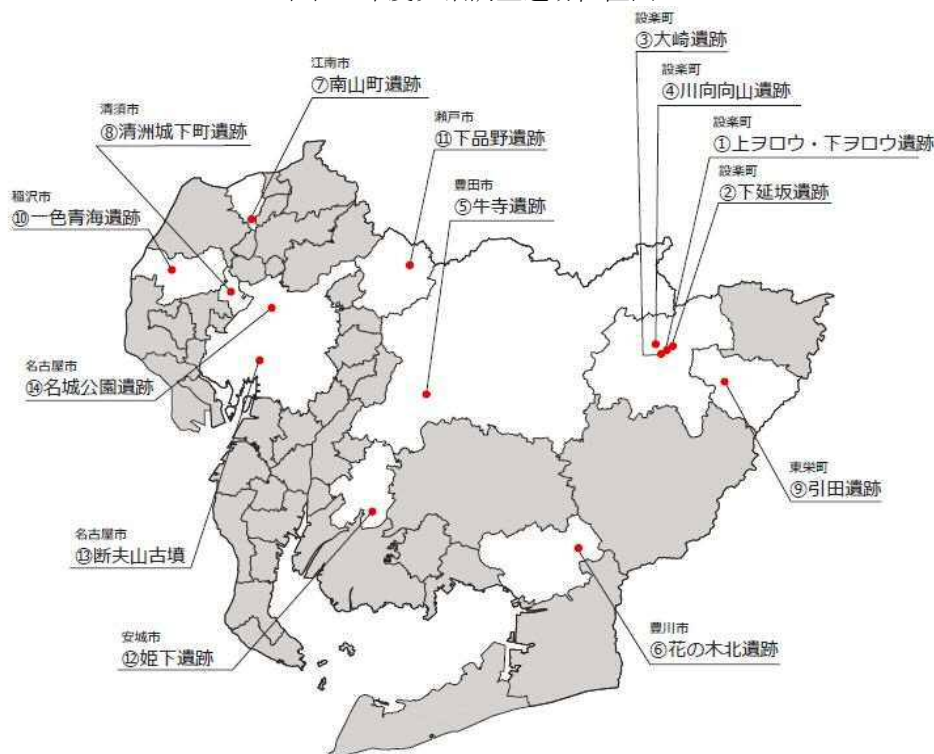 設楽町
③大崎遺跡
設楽町
④川向向山遺跡
設楽町
①上ヲロウ・下ヲロウ遺跡
設楽町
②下延坂遺跡
江南市
⑦南山町遺跡
清須市
⑧清洲城下町遺跡
瀬戸市
⑪下品野遺跡
稲沢市
⑩一色青海遺跡
豊田市
⑤牛寺遺跡
名古屋市
⑭名城公園遺跡
東栄町
⑨引田遺跡
名古屋市
⑬断夫山古墳
安城市
⑫姫下遺跡
豊川市
⑥花の木北遺跡